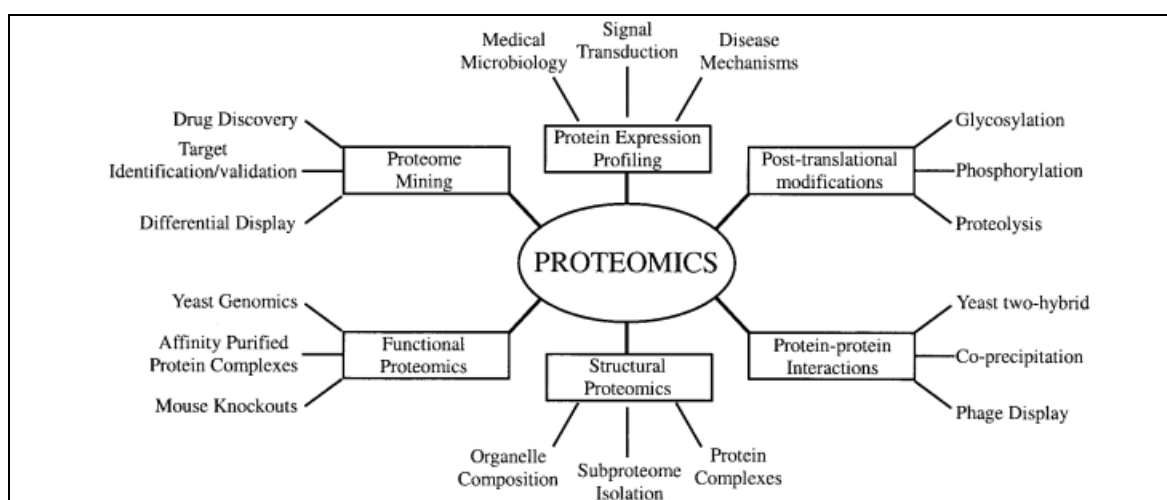 Medical
Microbiology
Signal
Transduction
Disease
Mechanisms
Protein Expression
Profiling
Drug Discovery
Target
Identification/validation
Differential Display
Proteome
Mining
Post-translational
modifications
Glycosylation
Phosphorylation
Proteolysis
PROTEOMICS
Yeast Genomics
Affinity Purified
Protein Complexes
Mouse Knockouts
Functional
Proteomics
Structural
Proteomics
Organelle
Composition
Subproteome
Isolation
Protein
Complexes
Protein-protein
Interactions
Yeast two-hybrid
Co-precipitation
Phage Display